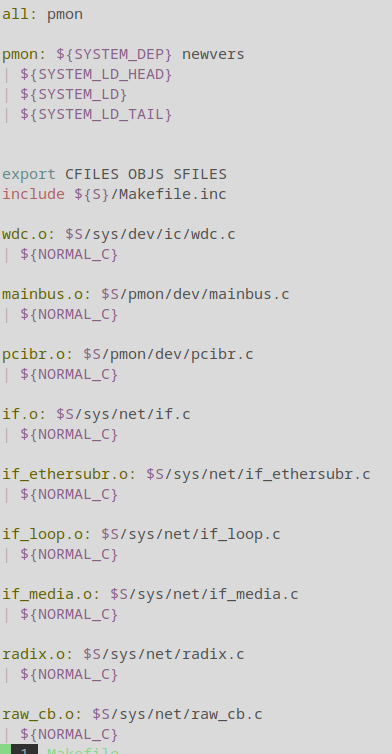 all: pmon
pmon: ${SYSTEM_DEP} newvers
| ${SYSTEM_LD_HEAD}
| ${SYSTEM_LD}
| ${SYSTEM_LD_TAIL}
export CFILES OBJS SFILES
include ${S}/Makefile.inc
wdc.o: $S/sys/dev/ic/wdc.c
| ${NORMAL_C}
mainbus.o: $S/pmon/dev/mainbus.c
| ${NORMAL_C}
pcibr.o: $S/pmon/dev/pcibr.c
| ${NORMAL_C}
if.o: $S/sys/net/if.c
| ${NORMAL_C}
if_ethersubr.o: $S/sys/net/if_ethersubr.c
| ${NORMAL_C}
if_loop.o: $S/sys/net/if_loop.c
| ${NORMAL_C}
if_media.o: $S/sys/net/if_media.c
| ${NORMAL_C}
radix.o: $S/sys/net/radix.c
| ${NORMAL_C}
raw_cb.o: $S/sys/net/raw_cb.c
| ${NORMAL_C}
1 Makefile